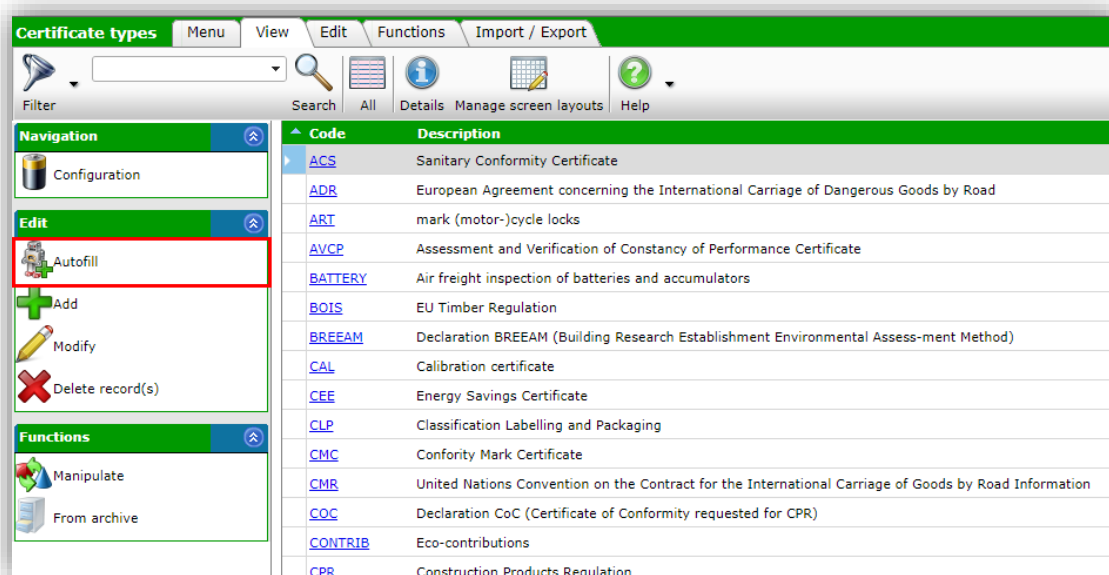 Certificate types Menu View Edit Functions Import / Export
Filter Search All Details Manage screen layouts Help
Navigation
Configuration
Edit
Autofill
Add
Modify
Delete record(s)
Functions
Manipulate
From archive
Code Description
ACS Sanitary Conformity Certificate
ADR European Agreement concerning the International Carriage of Dangerous Goods by Road
ART mark (motor-)cycle locks
AVCP Assessment and Verification of Constancy of Performance Certificate
BATTERY Air freight inspection of batteries and accumulators
BOIS EU Timber Regulation
BREEAM Declaration BREEAM (Building Research Establishment Environmental Assess-ment Method)
CAL Calibration certificate
CEE Energy Savings Certificate
CLP Classification Labelling and Packaging
CMC Confority Mark Certificate
CMR United Nations Convention on the Contract for the International Carriage of Goods by Road Information
COC Declaration CoC (Certificate of Conformity requested for CPR)
CONTRIB Eco-contributions
CPR Construction Products Regulation